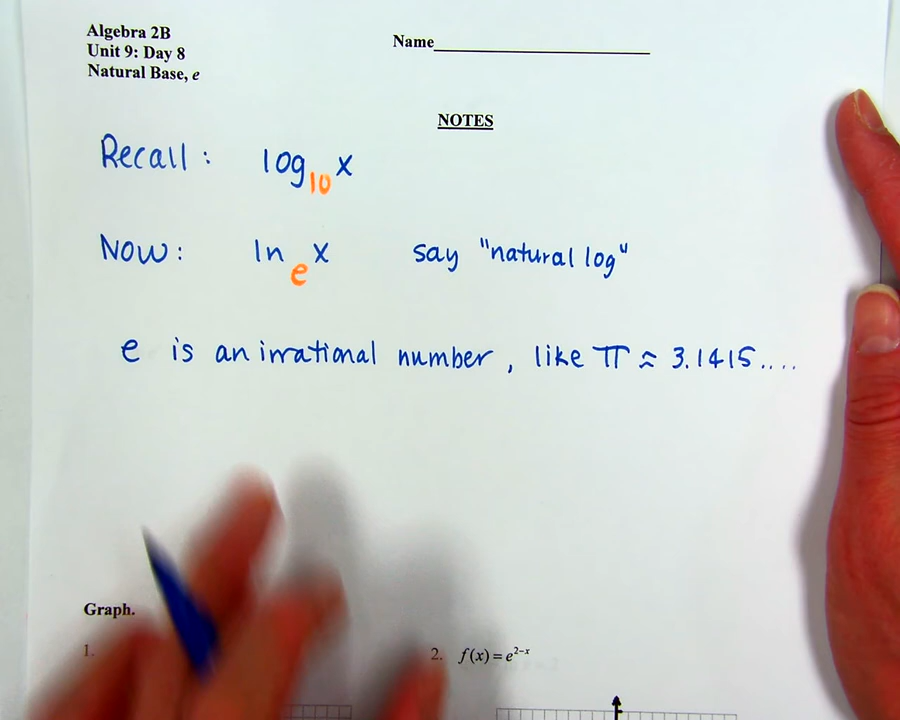 Algebra 2B
Unit 9: Day 8
Natural Base, e
Name
NOTES
Recall: log₁₀ x
Now: ln ₑ x say "natural log"
e is an irrational number, like π ≈ 3.1415....
Graph.
1.
2. f(x) = e²⁻ˣ